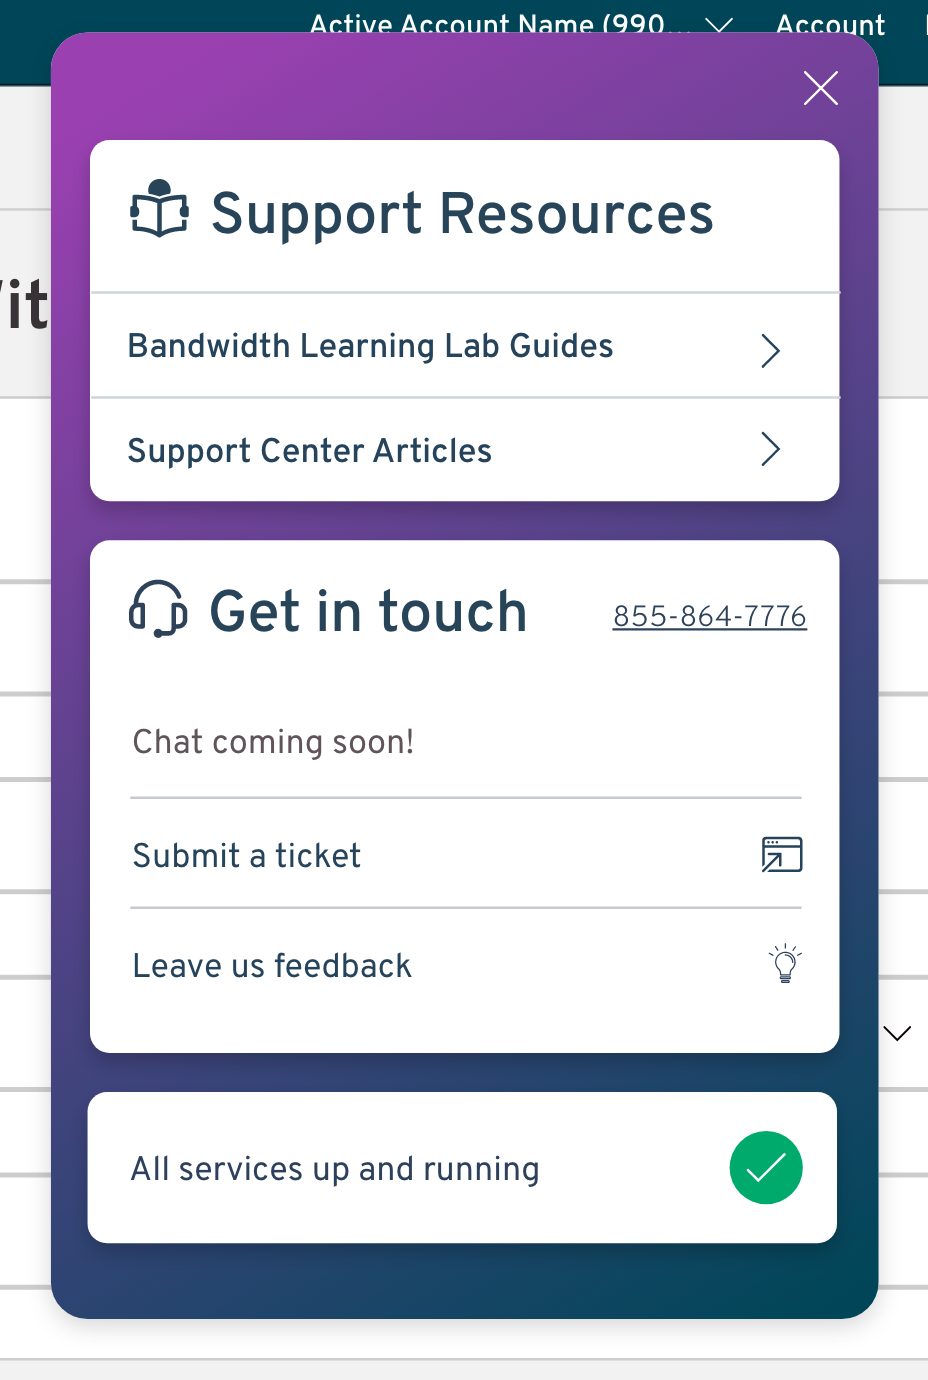 Active Account Name (990... Account
Support Resources
it
Bandwidth Learning Lab Guides
Support Center Articles
Get in touch 855-864-7776
Chat coming soon!
Submit a ticket
Leave us feedback
All services up and running